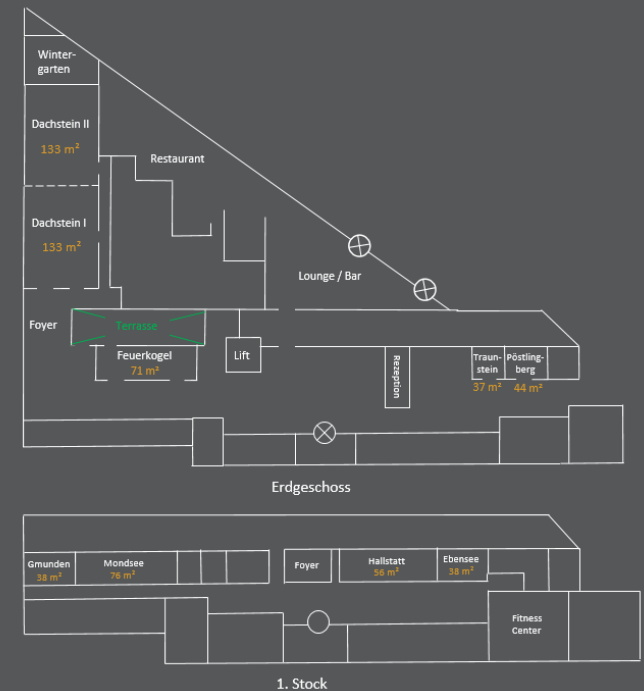 Winter-
garten
Dachstein II
133 m²
Restaurant
Dachstein I
133 m²
Lounge / Bar
Foyer
Terrasse
Feuerkogel
71 m²
Lift
Rezeption
Traun-
stein
37 m²
Pöstling-
berg
44 m²
Erdgeschoss
Gmunden
38 m²
Mondsee
76 m²
Foyer
Hallstatt
56 m²
Ebensee
38 m²
Fitness
Center
1. Stock